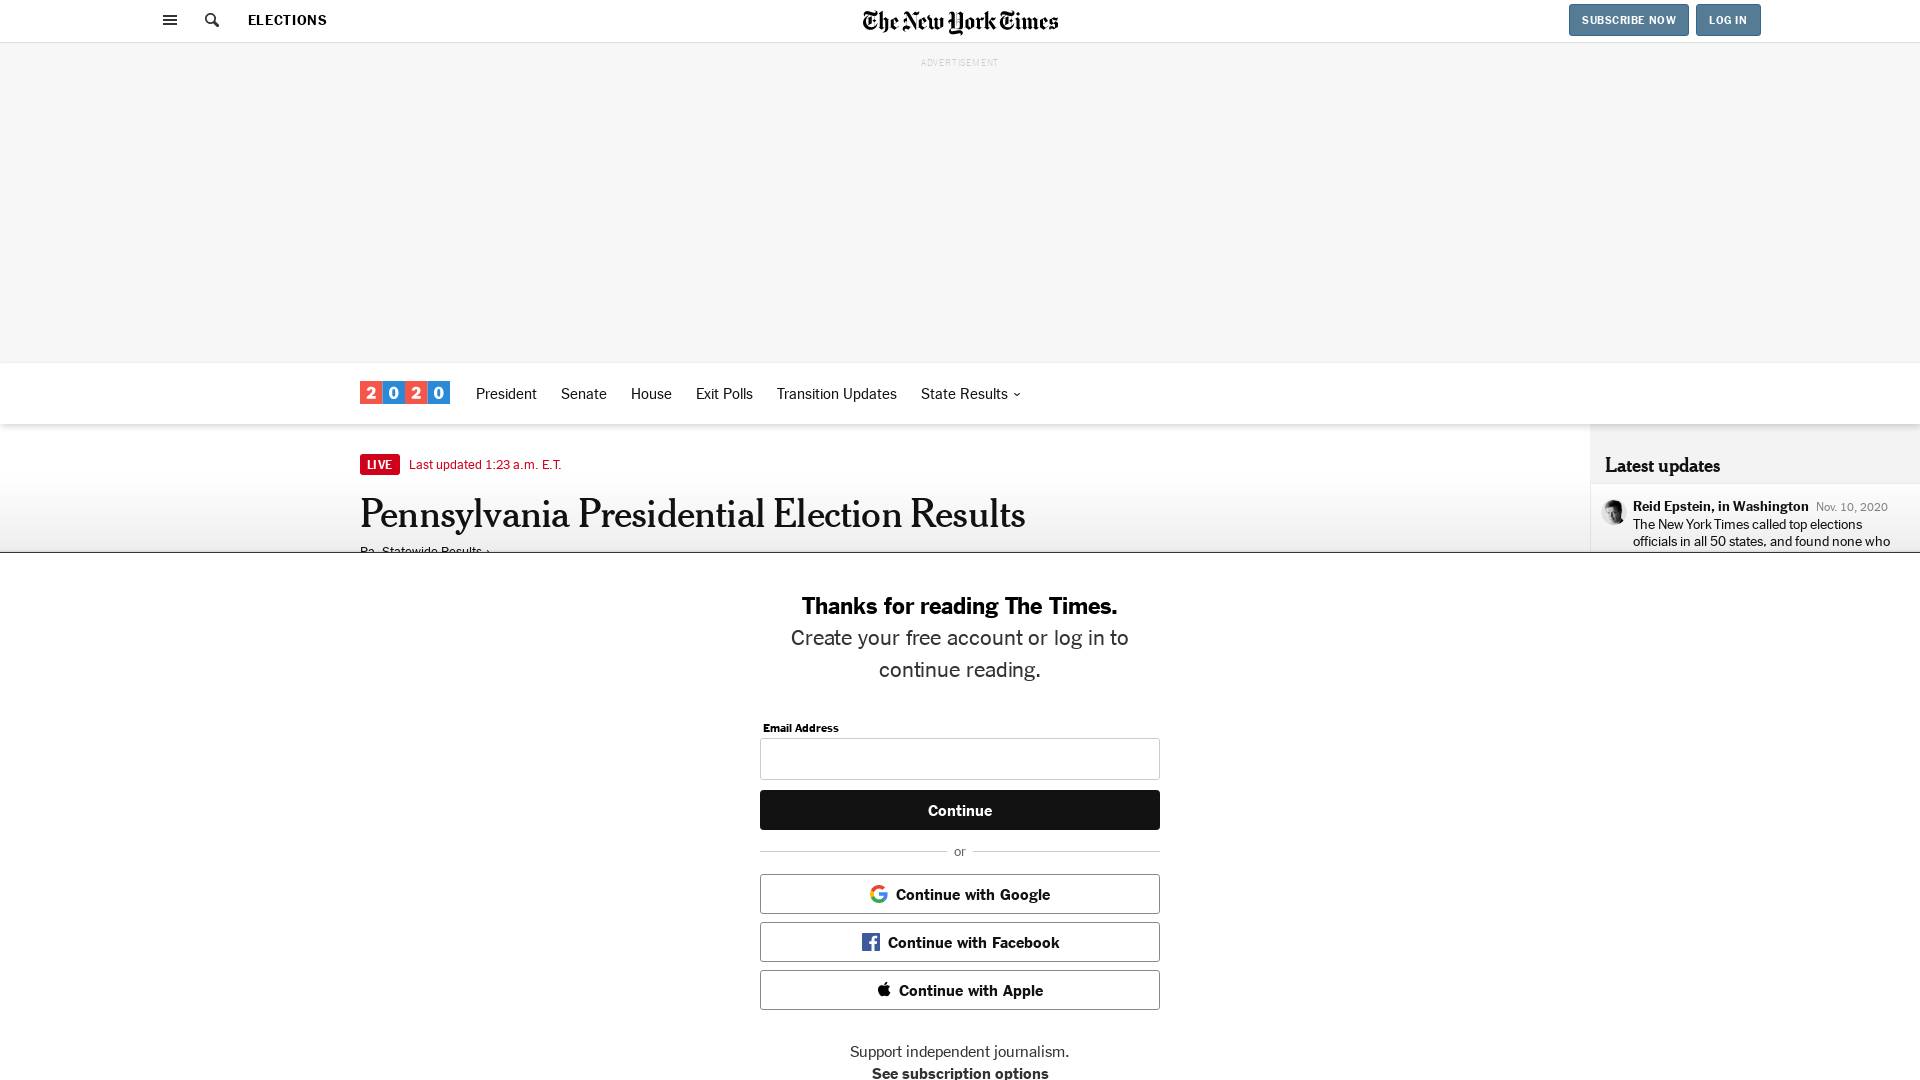 ELECTIONS
The New York Times
SUBSCRIBE NOW
LOG IN
ADVERTISEMENT
2020
President
Senate
House
Exit Polls
Transition Updates
State Results
LIVE
Last updated 1:23 a.m. E.T.
Pennsylvania Presidential Election Results
Pa. Statewide Results ›
Latest updates
Reid Epstein, in Washington Nov. 10, 2020
The New York Times called top elections
officials in all 50 states, and found none who
Thanks for reading The Times.
Create your free account or log in to
continue reading.
Email Address
Continue
or
Continue with Google
Continue with Facebook
Continue with Apple
Support independent journalism.
See subscription options